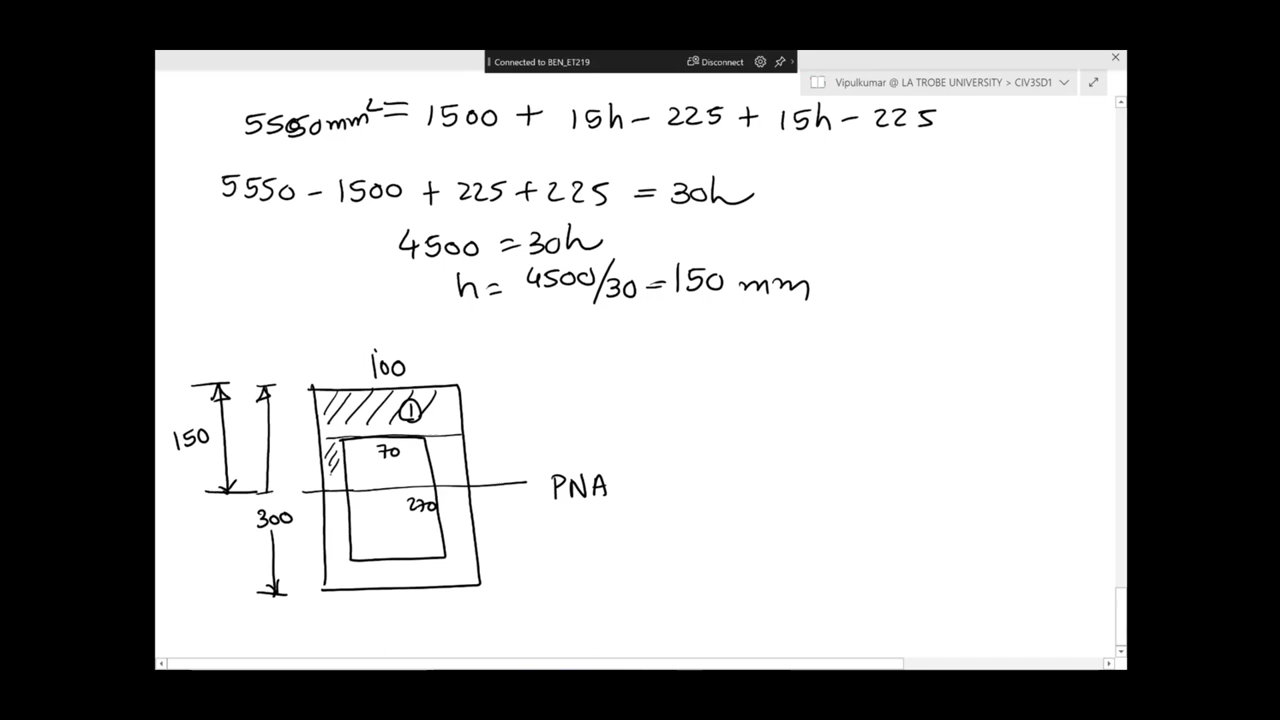 Connected to BEN_ET219 Disconnect
Vipulkumar @ LA TROBE UNIVERSITY > CIV3SD1
5550mm² = 1500 + 15h - 225 + 15h - 225
5550 - 1500 + 225 + 225 = 30h
4500 = 30h
h = 4500/30 = 150 mm
100
1
150
70
PNA
270
300